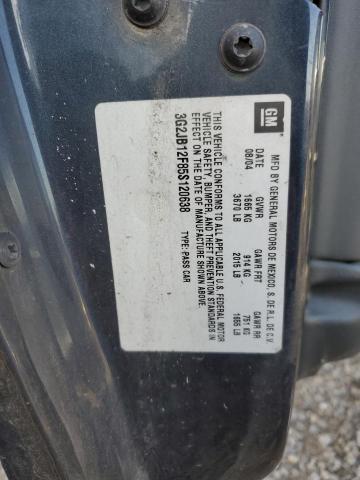 GM
MFD BY GENERAL MOTORS DE MEXICO, S. DE R.L. DE C.V.
DATE GVWR GAWR FRT GAWR RR
08/04 1665 KG 914 KG 751 KG
3670 LB 2015 LB 1655 LB
THIS VEHICLE CONFORMS TO ALL APPLICABLE U.S. FEDERAL MOTOR
VEHICLE SAFETY, BUMPER, AND THEFT PREVENTION STANDARDS IN
EFFECT ON THE DATE OF MANUFACTURE SHOWN ABOVE.
3G2JB12F85S120638 TYPE: PASS CAR